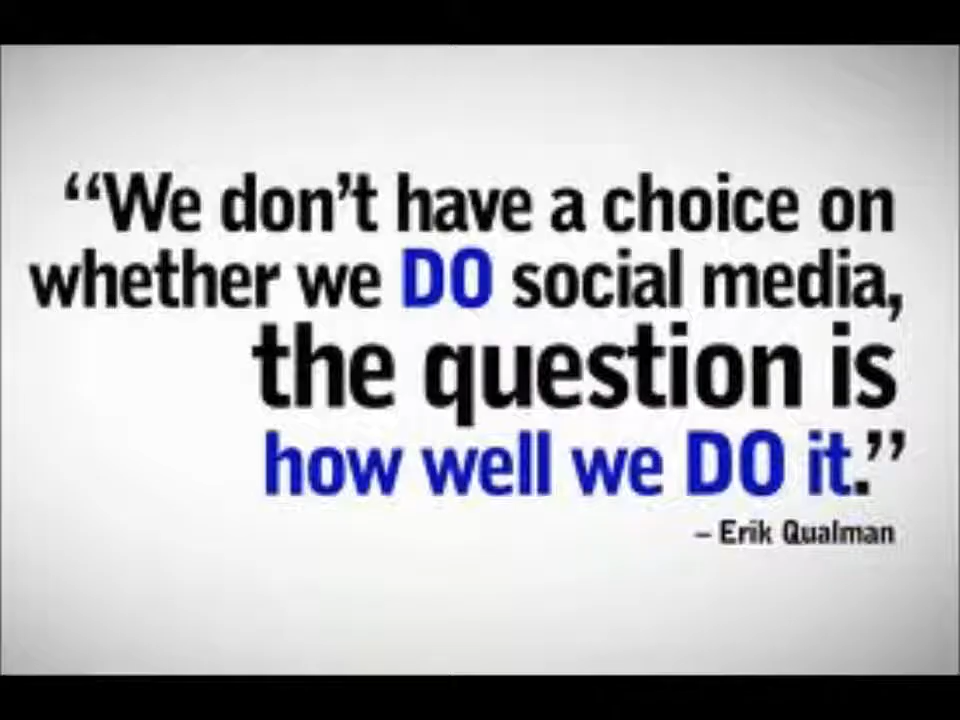 “We don’t have a choice on
whether we DO social media,
the question is
how well we DO it.”
– Erik Qualman